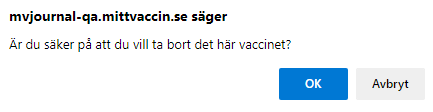 mvjournal-qa.mittvaccin.se säger
Är du säker på att du vill ta bort det här vaccinet?
OK
Avbryt